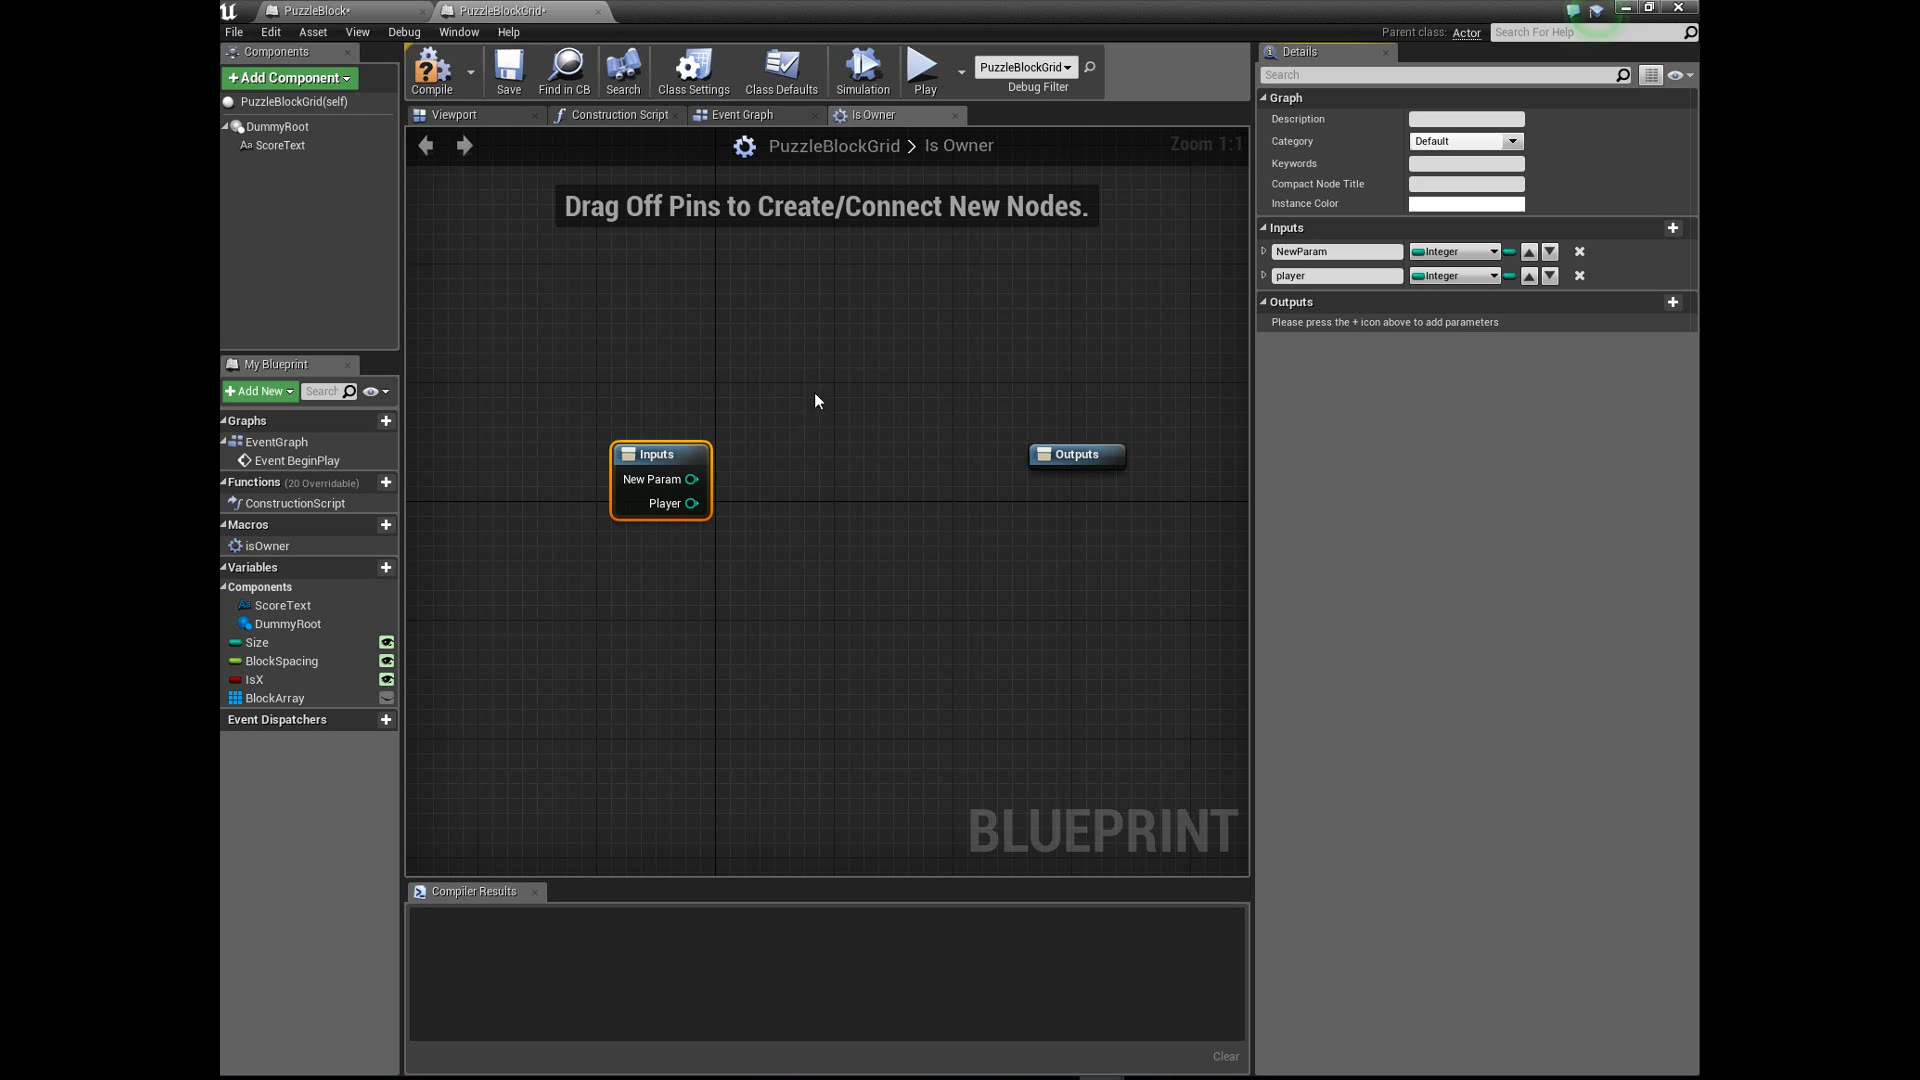 PuzzleBlock*
PuzzleBlockGrid*
File Edit Asset View Debug Window Help
Parent class: Actor
Search For Help
Components
Add Component
PuzzleBlockGrid(self)
DummyRoot
ScoreText
Compile
Save
Find in CB
Search
Class Settings
Class Defaults
Simulation
Play
PuzzleBlockGrid
Debug Filter
Viewport
Construction Script
Event Graph
Is Owner
PuzzleBlockGrid > Is Owner
Zoom 1:1
Drag Off Pins to Create/Connect New Nodes.
Inputs
New Param
Player
Outputs
BLUEPRINT
My Blueprint
Add New
Search
Graphs
EventGraph
Event BeginPlay
Functions (20 Overridable)
ConstructionScript
Macros
isOwner
Variables
Components
ScoreText
DummyRoot
Size
BlockSpacing
IsX
BlockArray
Event Dispatchers
Compiler Results
Clear
Details
Search
Graph
Description
Category Default
Keywords
Compact Node Title
Instance Color
Inputs
NewParam Integer
player Integer
Outputs
Please press the + icon above to add parameters